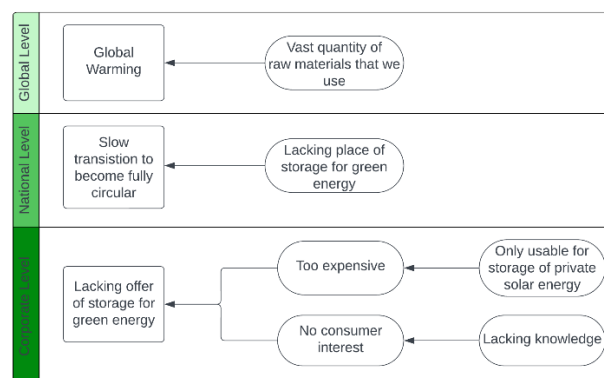 Global Level
Global
Warming
Vast quantity of
raw materials that we
use
National Level
Slow
transistion to
become fully
circular
Lacking place of
storage for green
energy
Corporate Level
Lacking offer
of storage for
green energy
Too expensive
Only usable for
storage of private
solar energy
No consumer
interest
Lacking knowledge